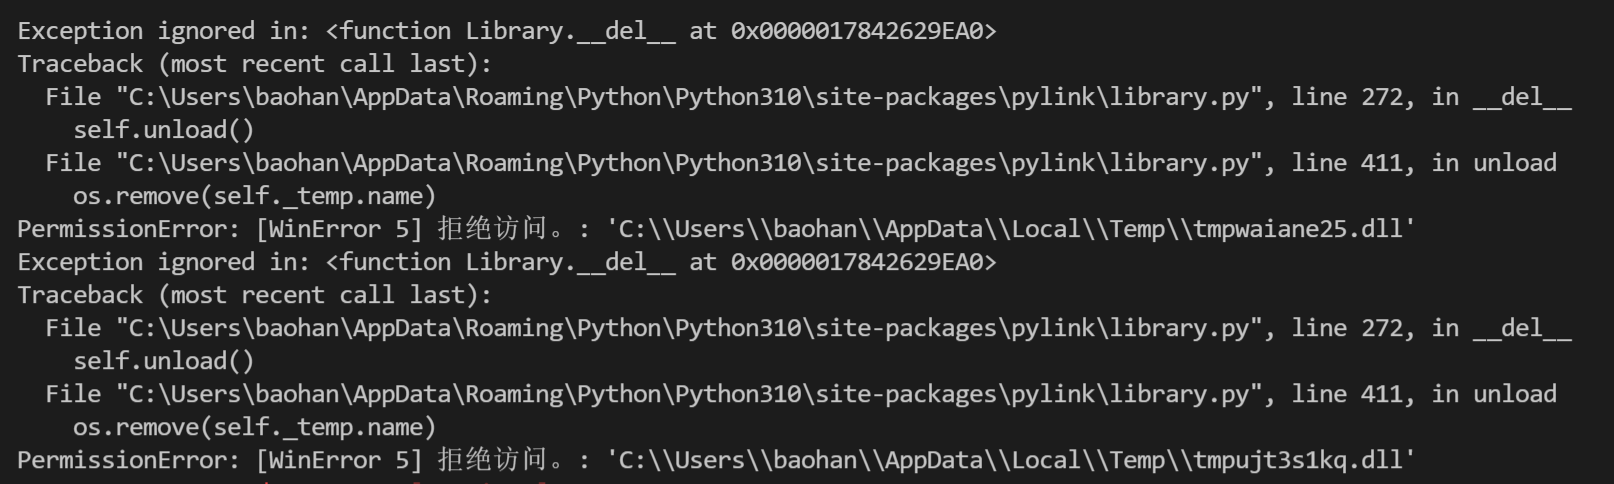 Exception ignored in: <function Library.__del__ at 0x0000017842629EA0>
Traceback (most recent call last):
  File "C:\Users\baohan\AppData\Roaming\Python\Python310\site-packages\pylink\library.py", line 272, in __del__
    self.unload()
  File "C:\Users\baohan\AppData\Roaming\Python\Python310\site-packages\pylink\library.py", line 411, in unload
    os.remove(self._temp.name)
PermissionError: [WinError 5] 拒绝访问。: 'C:\\Users\\baohan\\AppData\\Local\\Temp\\tmpwaiane25.dll'
Exception ignored in: <function Library.__del__ at 0x0000017842629EA0>
Traceback (most recent call last):
  File "C:\Users\baohan\AppData\Roaming\Python\Python310\site-packages\pylink\library.py", line 272, in __del__
    self.unload()
  File "C:\Users\baohan\AppData\Roaming\Python\Python310\site-packages\pylink\library.py", line 411, in unload
    os.remove(self._temp.name)
PermissionError: [WinError 5] 拒绝访问。: 'C:\\Users\\baohan\\AppData\\Local\\Temp\\tmpujt3s1kq.dll'